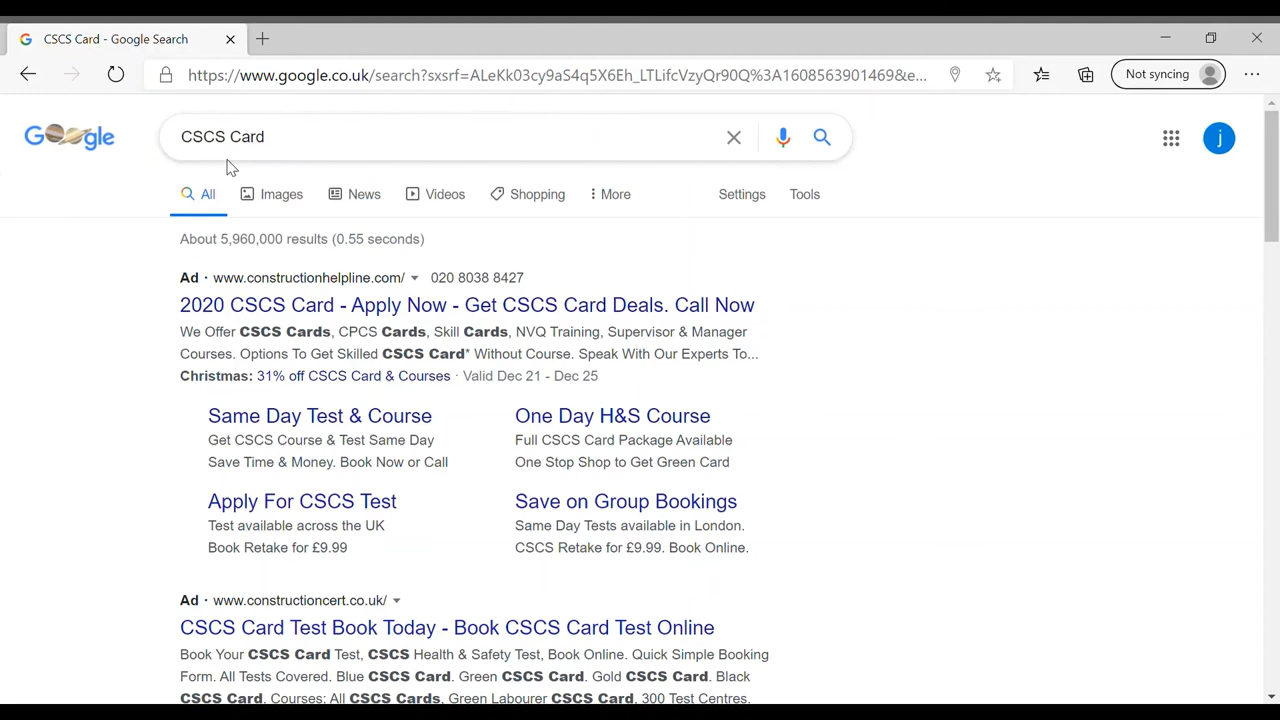 CSCS Card - Google Search
https://www.google.co.uk/search?sxsrf=ALeKk03cy9aS4q5X6Eh_LTLifcVzyQr90Q%3A1608563901469&e...
Not syncing
Google
CSCS Card
j
All Images News Videos Shopping More Settings Tools
About 5,960,000 results (0.55 seconds)
Ad · www.constructionhelpline.com/ 020 8038 8427
2020 CSCS Card - Apply Now - Get CSCS Card Deals. Call Now
We Offer CSCS Cards, CPCS Cards, Skill Cards, NVQ Training, Supervisor & Manager
Courses. Options To Get Skilled CSCS Card* Without Course. Speak With Our Experts To...
Christmas: 31% off CSCS Card & Courses · Valid Dec 21 - Dec 25
Same Day Test & Course
Get CSCS Course & Test Same Day
Save Time & Money. Book Now or Call
One Day H&S Course
Full CSCS Card Package Available
One Stop Shop to Get Green Card
Apply For CSCS Test
Test available across the UK
Book Retake for £9.99
Save on Group Bookings
Same Day Tests available in London.
CSCS Retake for £9.99. Book Online.
Ad · www.constructioncert.co.uk/
CSCS Card Test Book Today - Book CSCS Card Test Online
Book Your CSCS Card Test, CSCS Health & Safety Test, Book Online. Quick Simple Booking
Form. All Tests Covered. Blue CSCS Card. Green CSCS Card. Gold CSCS Card. Black
CSCS Card. Courses: All CSCS Cards, Green Labourer CSCS Card, 300 Test Centres.